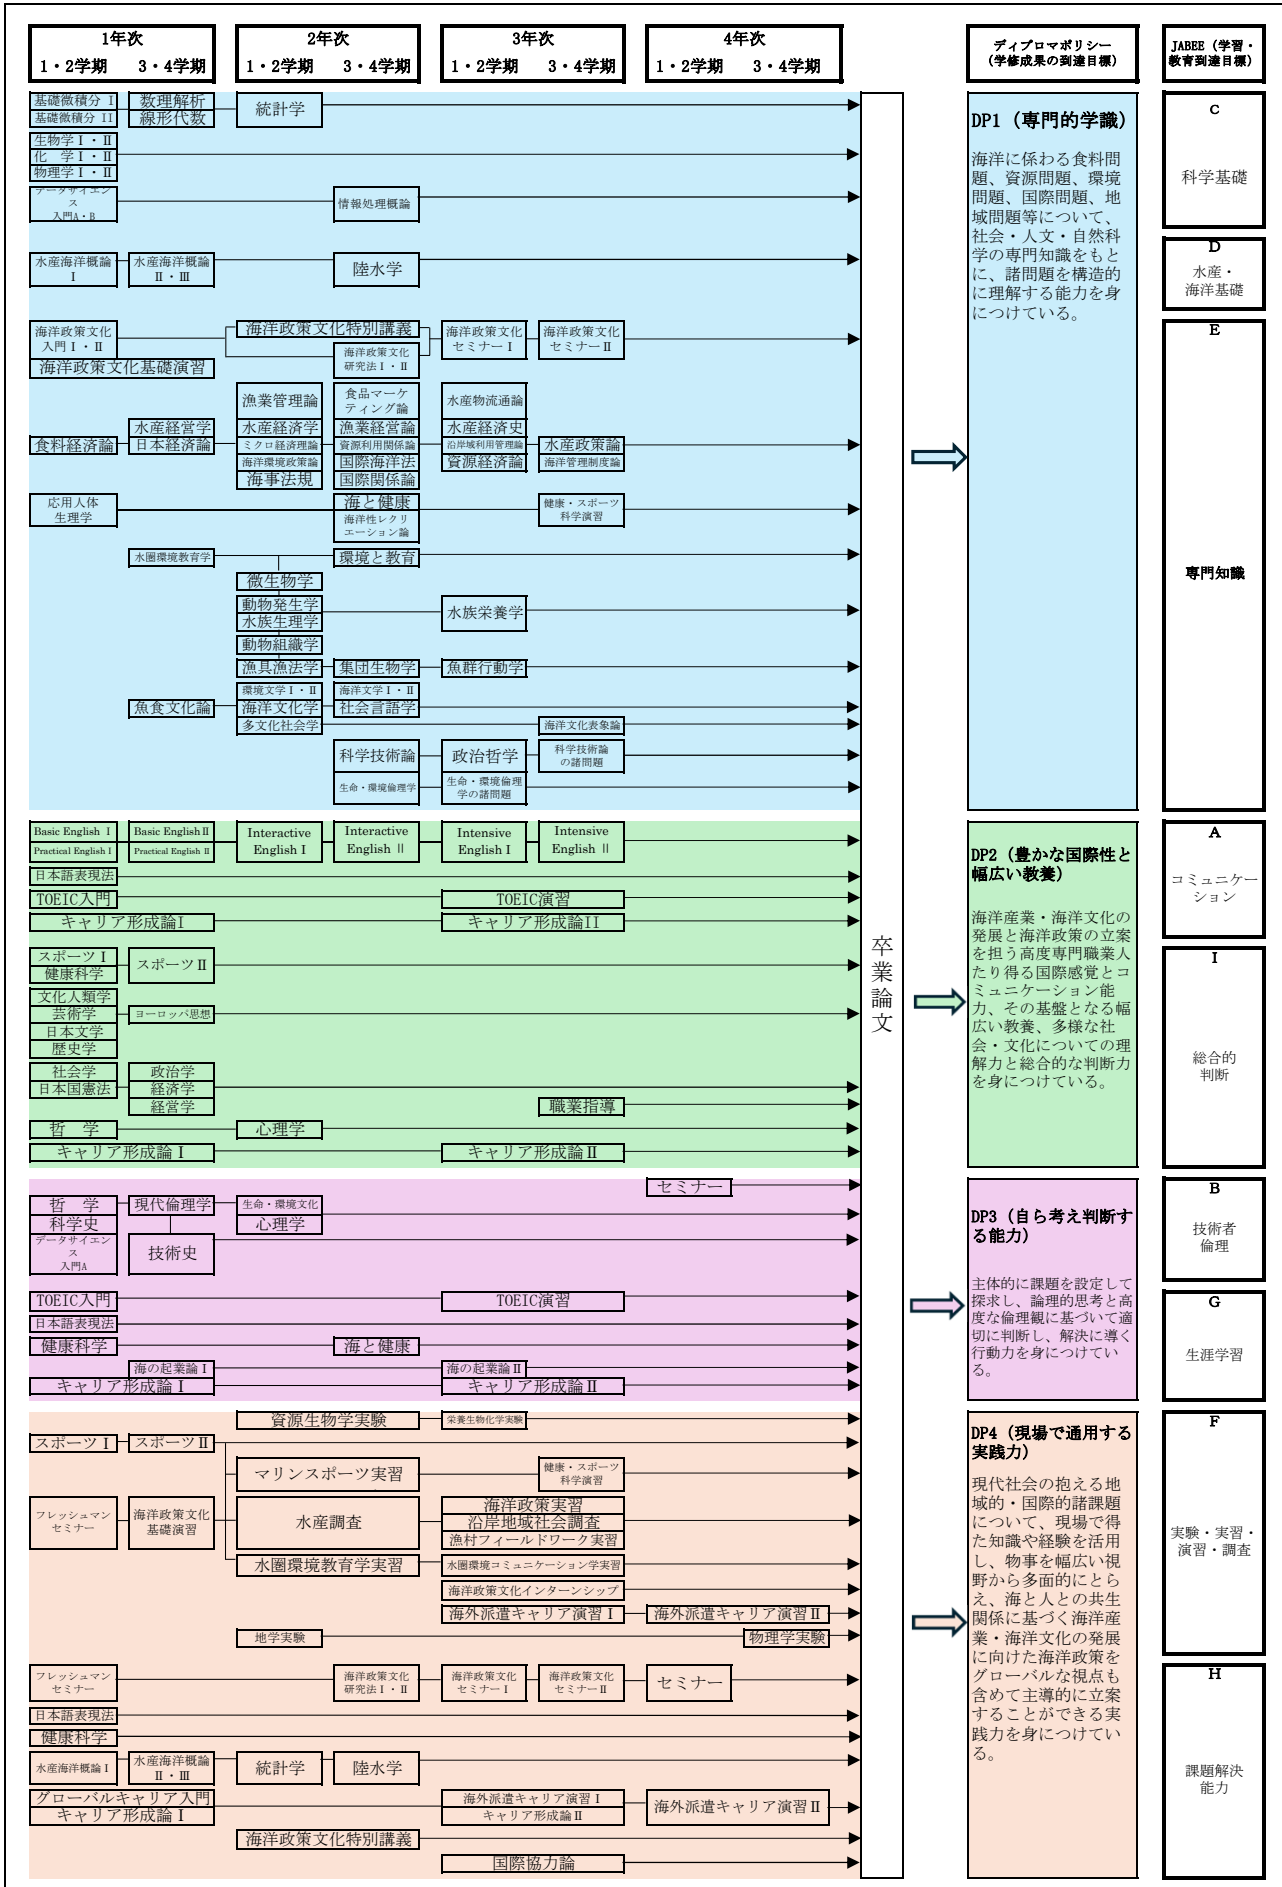 1年次
1・2学期　3・4学期
2年次
1・2学期　3・4学期
3年次
1・2学期　3・4学期
4年次
1・2学期　3・4学期
ディプロマポリシー
（学修成果の到達目標）
JABEE（学習・
教育到達目標）
基礎微積分 I
基礎微積分 II
数理解析
線形代数
統計学
生物学Ⅰ・Ⅱ
化　学Ⅰ・Ⅱ
物理学Ⅰ・Ⅱ
データサイエン
ス
入門A・B
情報処理概論
水産海洋概論
Ⅰ
水産海洋概論
Ⅱ・Ⅲ
陸水学
海洋政策文化
入門Ⅰ・Ⅱ
海洋政策文化基礎演習
海洋政策文化特別講義
海洋政策文化
研究法Ⅰ・Ⅱ
海洋政策文化
セミナーⅠ
海洋政策文化
セミナーⅡ
食料経済論
水産経営学
日本経済論
漁業管理論
水産経済学
ミクロ経済理論
海洋環境政策論
海事法規
食品マーケ
ティング論
漁業経営論
資源利用関係論
国際海洋法
国際関係論
水産物流通論
水産経済史
沿岸域利用管理論
資源経済論
水産政策論
海洋管理制度論
応用人体
生理学
海と健康
海洋性レクリ
エーション論
健康・スポーツ
科学演習
水圏環境教育学
環境と教育
微生物学
動物発生学
水族生理学
動物組織学
漁具漁法学
水族栄養学
集団生物学
魚群行動学
魚食文化論
環境文学Ⅰ・Ⅱ
海洋文化学
多文化社会学
海洋文学Ⅰ・Ⅱ
社会言語学
海洋文化表象論
科学技術論
政治哲学
科学技術論
の諸問題
生命・環境倫理学
生命・環境倫理
学の諸問題
DP1（専門的学識）
海洋に係わる食料問
題、資源問題、環境
問題、国際問題、地
域問題等について、
社会・人文・自然科
学の専門知識をもと
に、諸問題を構造的
に理解する能力を身
につけている。
C
科学基礎
D
水産・
海洋基礎
E
専門知識
Basic English Ⅰ
Practical English Ⅰ
Basic English Ⅱ
Practical English Ⅱ
Interactive
English Ⅰ
Interactive
English Ⅱ
Intensive
English Ⅰ
Intensive
English Ⅱ
日本語表現法
TOEIC入門
TOEIC演習
キャリア形成論I
キャリア形成論II
スポーツⅠ
健康科学
スポーツⅡ
文化人類学
芸術学
日本文学
歴史学
ヨーロッパ思想
社会学
日本国憲法
政治学
経済学
経営学
職業指導
哲　学
心理学
キャリア形成論Ⅰ
キャリア形成論Ⅱ
卒業論文
DP2（豊かな国際性と
幅広い教養）
海洋産業・海洋文化の
発展と海洋政策の立案
を担う高度専門職業人
たり得る国際感覚とコ
ミュニケーション能
力、その基盤となる幅
広い教養、多様な社
会・文化についての理
解力と総合的な判断力
を身につけている。
A
コミュニケー
ション
I
総合的
判断
セミナー
哲　学
科学史
データサイエン
ス
入門A
現代倫理学
技術史
生命・環境文化
心理学
TOEIC入門
TOEIC演習
日本語表現法
健康科学
海と健康
海の起業論Ⅰ
海の起業論Ⅱ
キャリア形成論Ⅰ
キャリア形成論Ⅱ
DP3（自ら考え判断す
る能力）
主体的に課題を設定して
探求し、論理的思考と高
度な倫理観に基づいて適
切に判断し、解決に導く
行動力を身につけてい
る。
B
技術者
倫理
G
生涯学習
資源生物学実験
栄養生物化学実験
スポーツⅠ
スポーツⅡ
マリンスポーツ実習
健康・スポーツ
科学演習
フレッシュマン
セミナー
海洋政策文化
基礎演習
水産調査
海洋政策実習
沿岸地域社会調査
漁村フィールドワーク実習
水圏環境教育学実習
水圏環境コミュニケーション学実習
海洋政策文化インターンシップ
海外派遣キャリア演習Ⅰ
海外派遣キャリア演習Ⅱ
地学実験
物理学実験
フレッシュマン
セミナー
海洋政策文化
研究法Ⅰ・Ⅱ
海洋政策文化
セミナーⅠ
海洋政策文化
セミナーⅡ
セミナー
日本語表現法
健康科学
水産海洋概論Ⅰ
水産海洋概論
Ⅱ・Ⅲ
統計学
陸水学
グローバルキャリア入門
キャリア形成論Ⅰ
海外派遣キャリア演習Ⅰ
キャリア形成論Ⅱ
海外派遣キャリア演習Ⅱ
海洋政策文化特別講義
国際協力論
DP4（現場で通用する
実践力）
現代社会の抱える地
域的・国際的諸課題
について、現場で得
た知識や経験を活用
し、物事を幅広い視
野から多面的にとら
え、海と人との共生
関係に基づく海洋産
業・海洋文化の発展
に向けた海洋政策を
グローバルな視点も
含めて主導的に立案
することができる実
践力を身につけてい
る。
F
実験・実習・
演習・調査
H
課題解決
能力